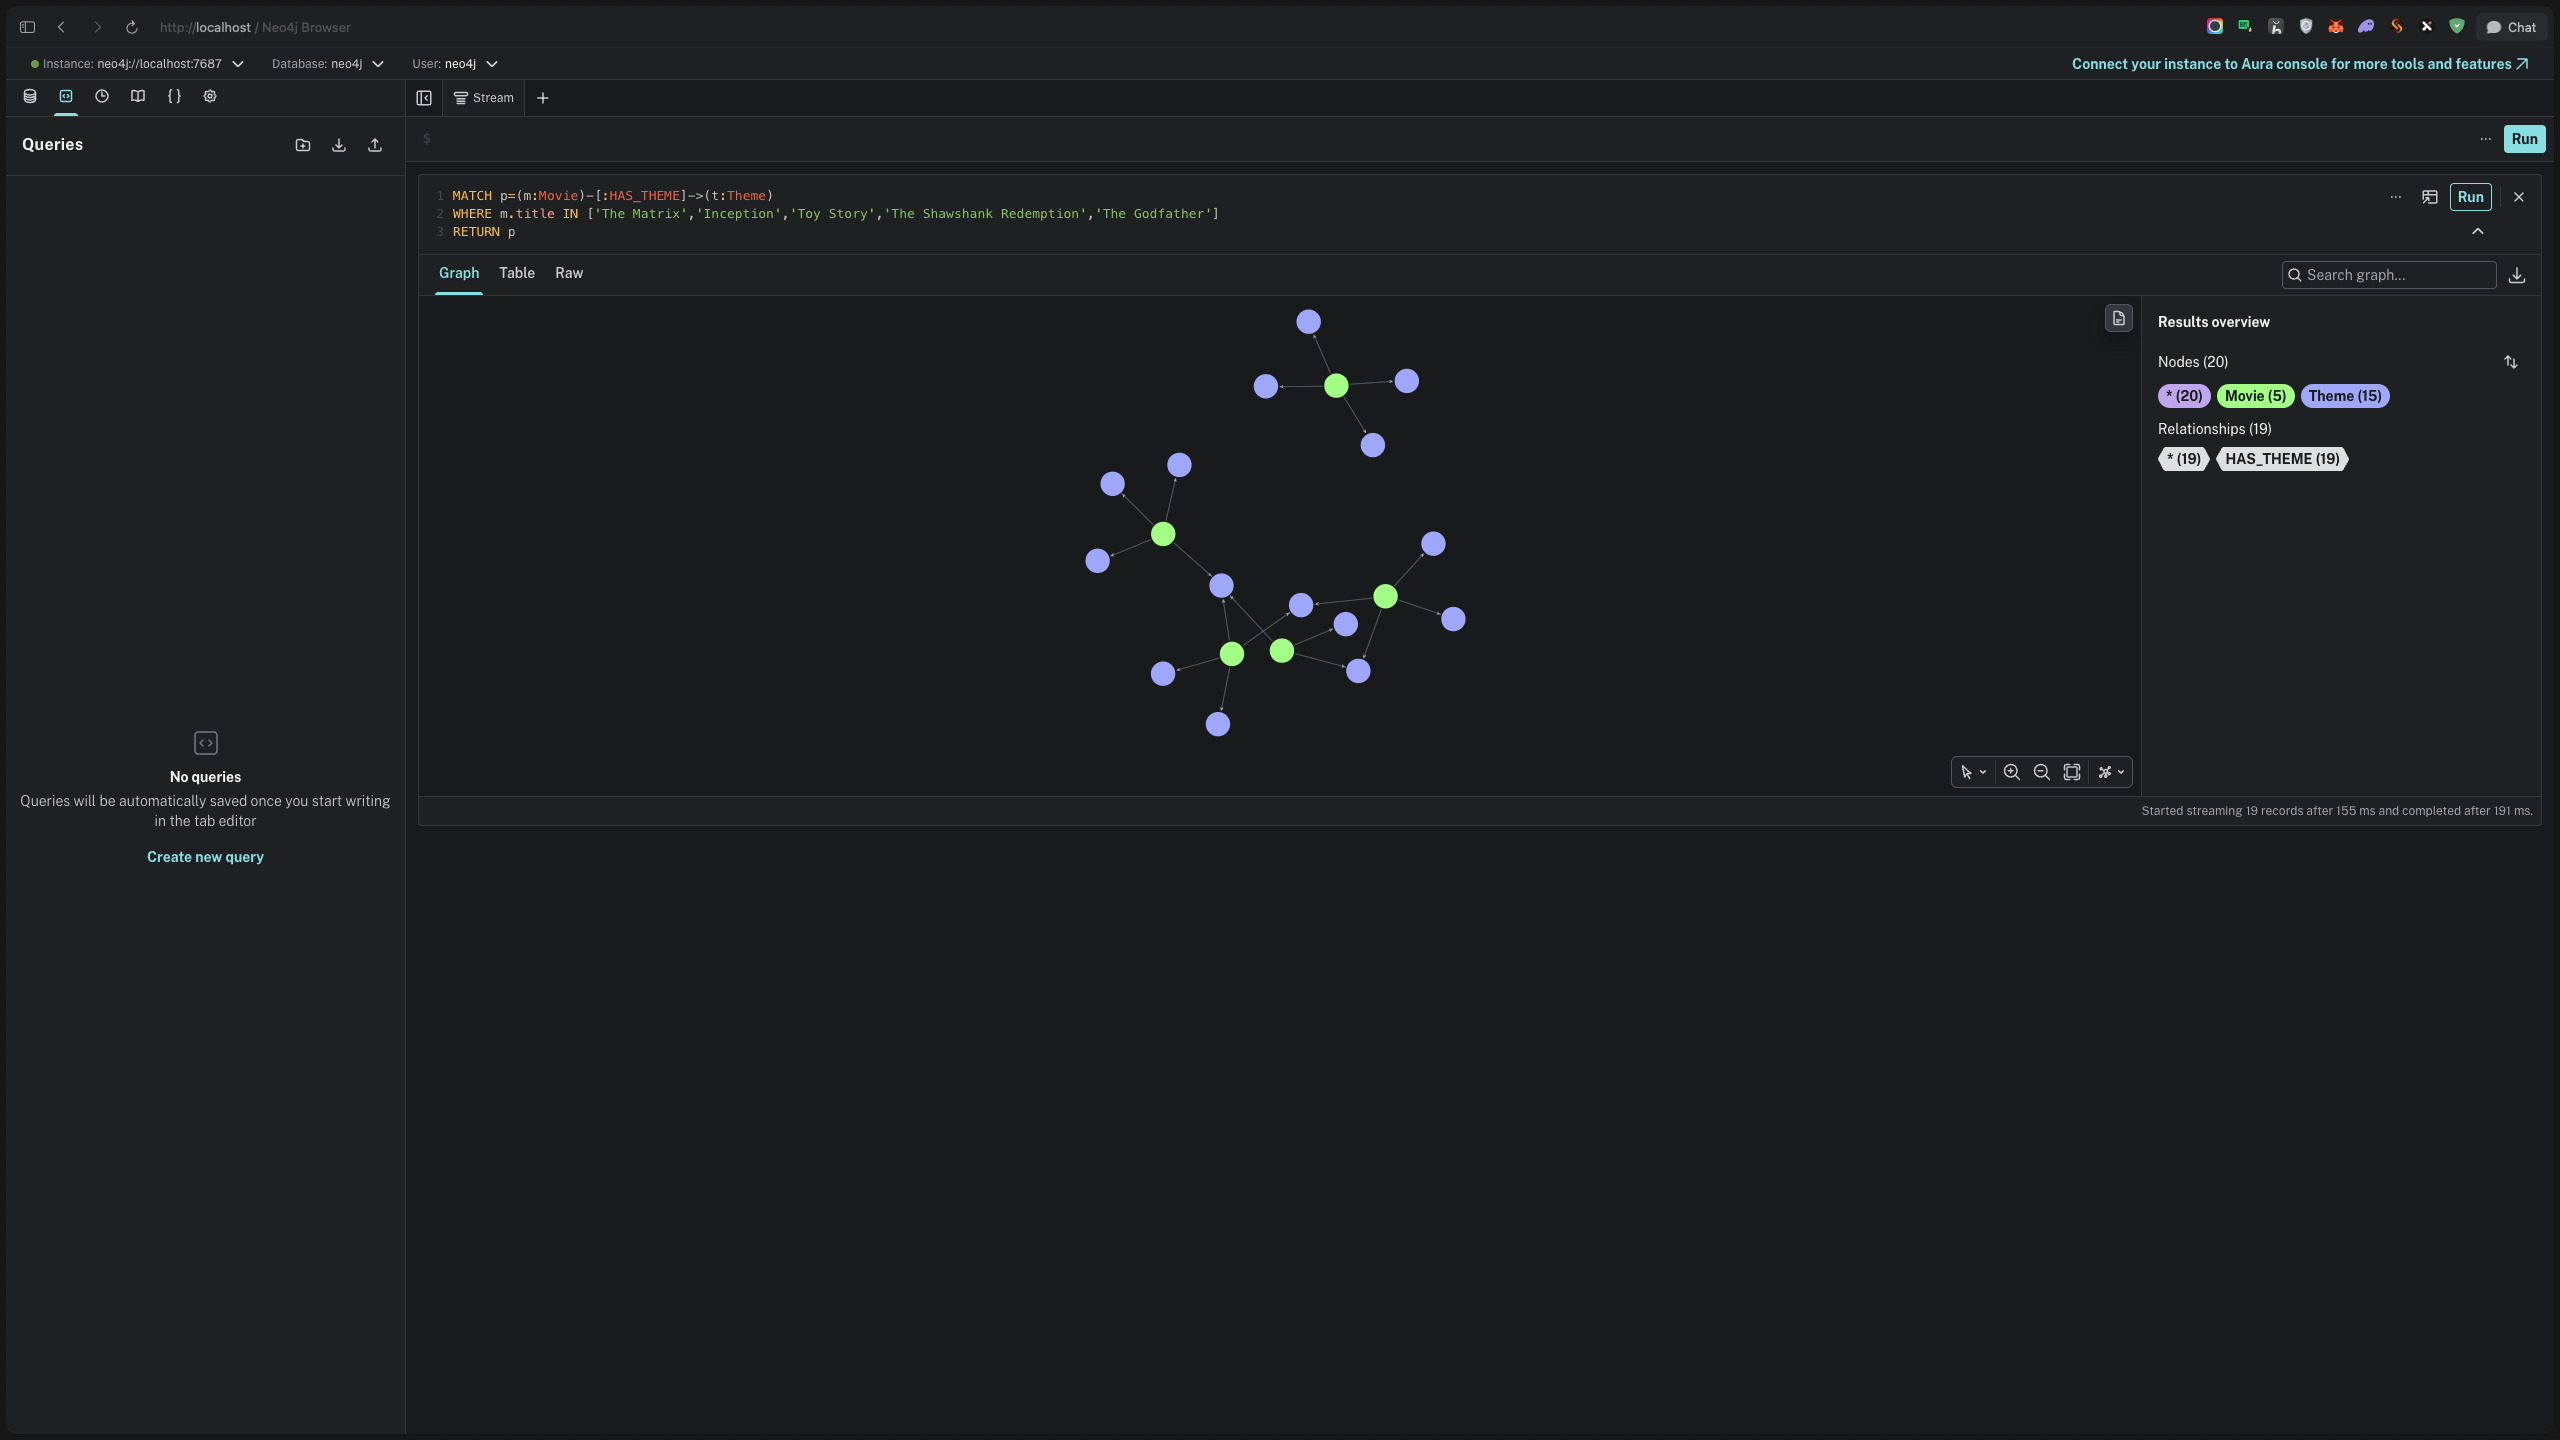 http://localhost / Neo4j Browser
Chat
Instance: neo4j://localhost:7687
Database: neo4j
User: neo4j
Connect your instance to Aura console for more tools and features
Stream
Queries
$
Run
1 MATCH p=(m:Movie)-[:HAS_THEME]->(t:Theme)
2 WHERE m.title IN ['The Matrix','Inception','Toy Story','The Shawshank Redemption','The Godfather']
3 RETURN p
Run
Graph Table Raw
Search graph...
Results overview
Nodes (20)
* (20) Movie (5) Theme (15)
Relationships (19)
* (19) HAS_THEME (19)
No queries
Queries will be automatically saved once you start writing
in the tab editor
Create new query
Started streaming 19 records after 155 ms and completed after 191 ms.